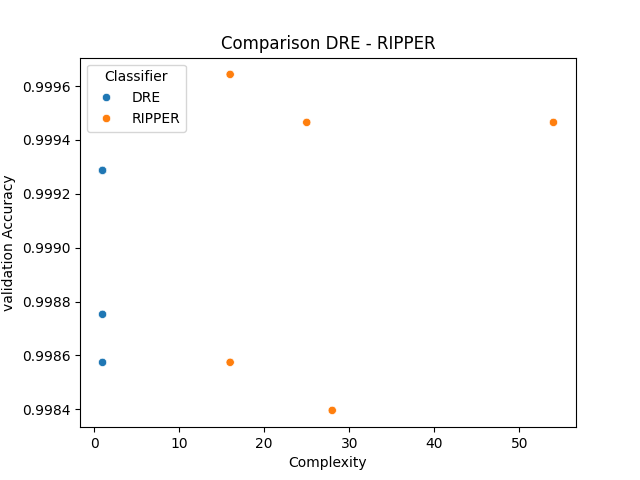 Comparison DRE - RIPPER
Classifier
DRE
RIPPER
0.9996
0.9994
0.9992
0.9990
0.9988
0.9986
0.9984
validation Accuracy
0
10
20
30
40
50
Complexity